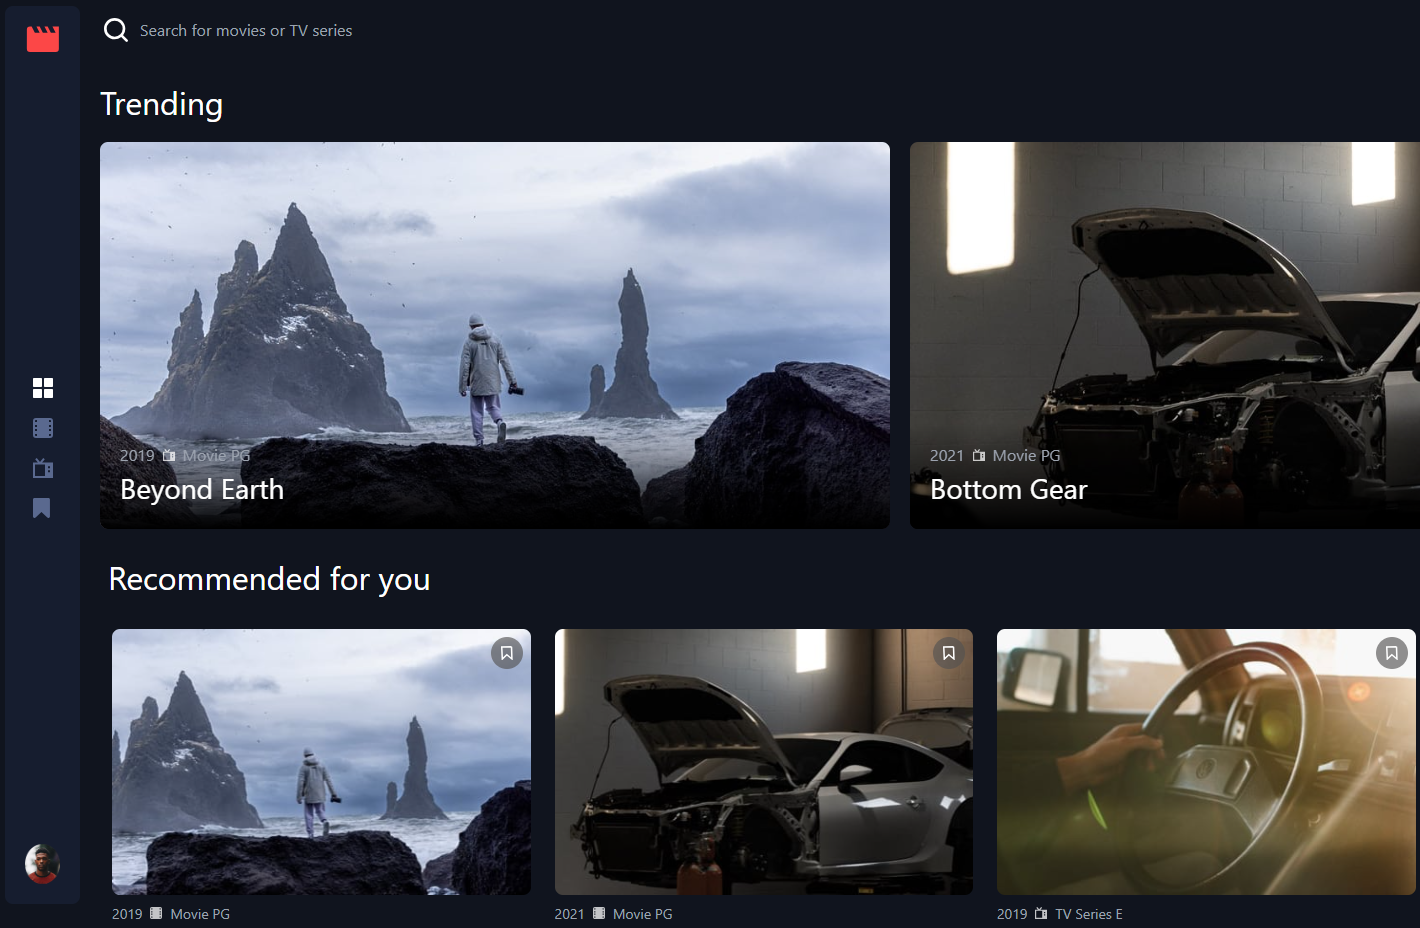 Search for movies or TV series
Trending
2019 Movie PG
Beyond Earth
2021 Movie PG
Bottom Gear
Recommended for you
2019 Movie PG
2021 Movie PG
2019 TV Series E